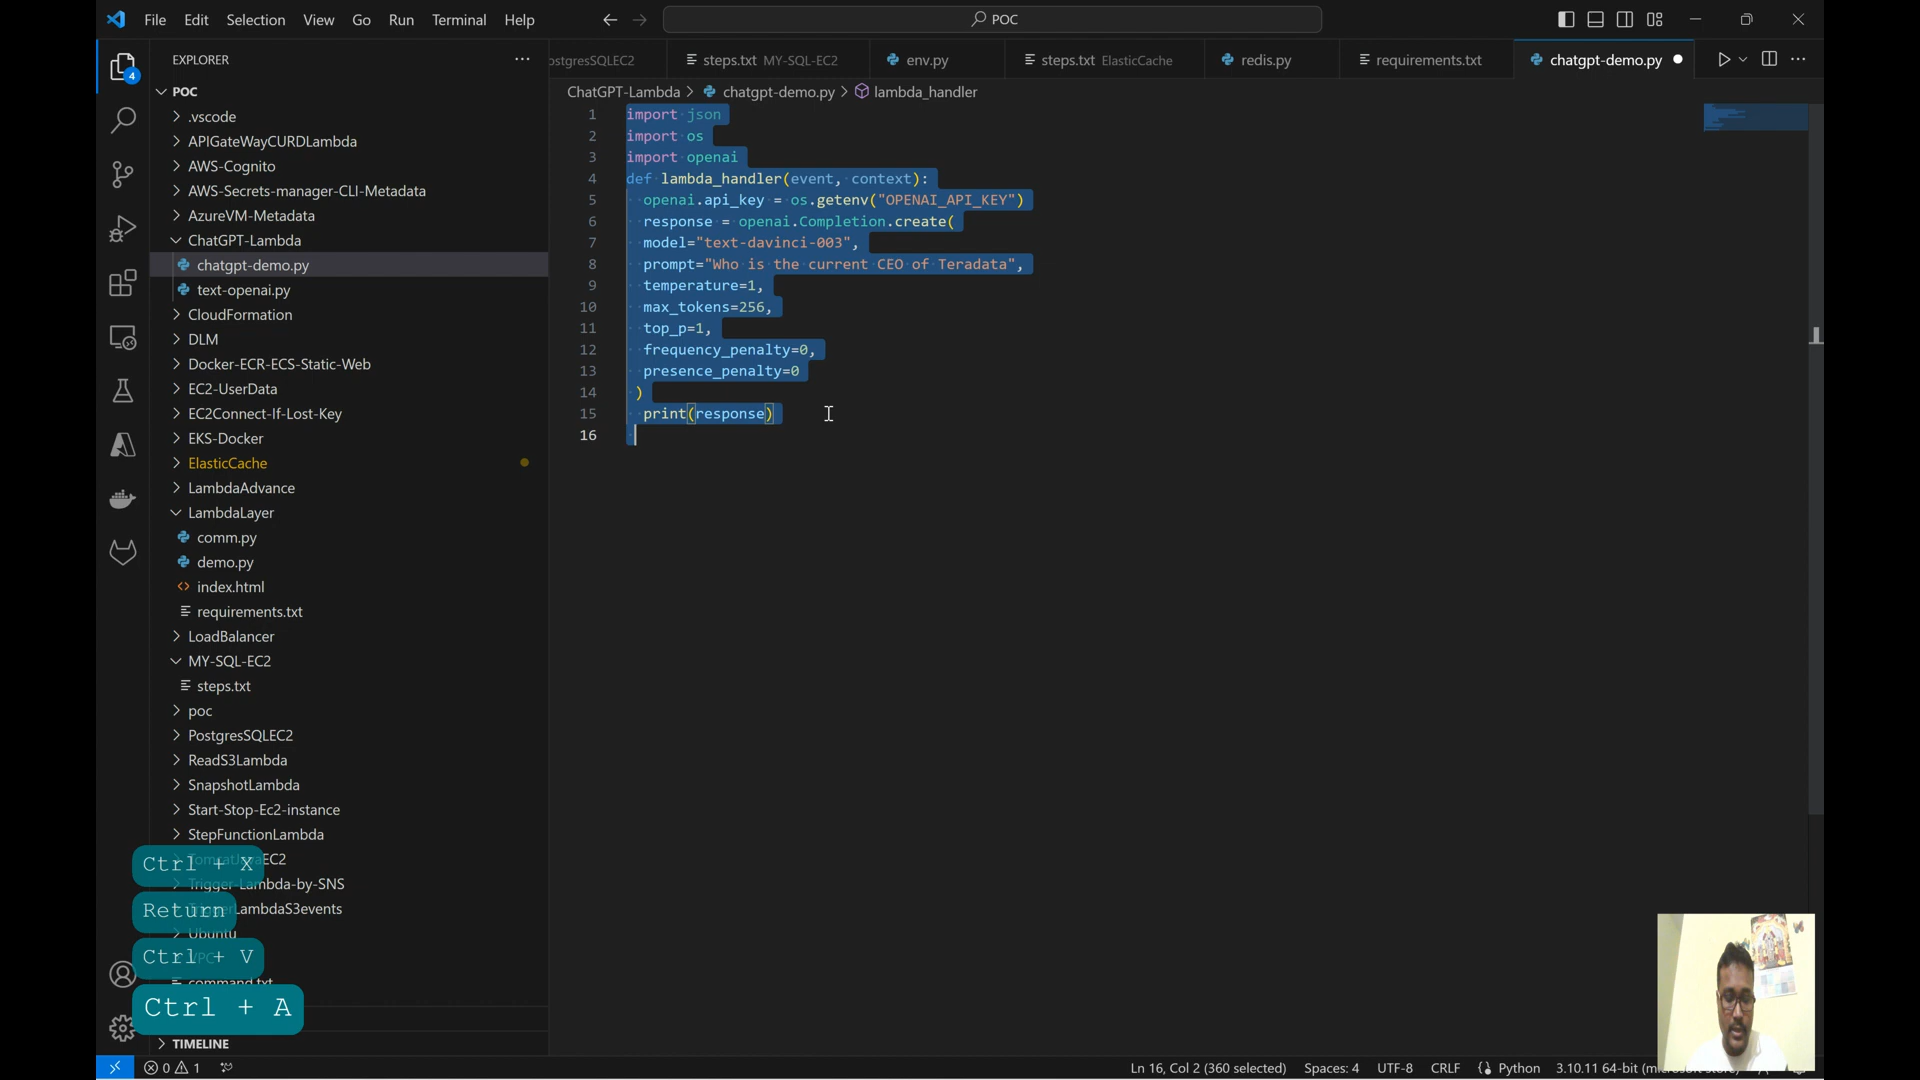 File Edit Selection View Go Run Terminal Help
POC
EXPLORER
ostgresSQLEC2
steps.txt MY-SQL-EC2
env.py
steps.txt ElasticCache
redis.py
requirements.txt
chatgpt-demo.py
ChatGPT-Lambda > chatgpt-demo.py > lambda_handler
4
POC
.vscode
APIGateWayCURDLambda
AWS-Cognito
AWS-Secrets-manager-CLI-Metadata
AzureVM-Metadata
ChatGPT-Lambda
chatgpt-demo.py
text-openai.py
CloudFormation
DLM
Docker-ECR-ECS-Static-Web
EC2-UserData
EC2Connect-If-Lost-Key
EKS-Docker
ElasticCache
LambdaAdvance
LambdaLayer
comm.py
demo.py
index.html
requirements.txt
LoadBalancer
MY-SQL-EC2
steps.txt
poc
PostgresSQLEC2
ReadS3Lambda
SnapshotLambda
Start-Stop-Ec2-instance
StepFunctionLambda
TomcatJavaEC2
Trigger-Lambda-by-SNS
TriggerLambdaS3events
Ubuntu
VPC
command.txt
TIMELINE
Ctrl + X
Return
Ctrl + V
Ctrl + A
1 import json
2 import os
3 import openai
4 def lambda_handler(event, context):
5 openai.api_key = os.getenv("OPENAI_API_KEY")
6 response = openai.Completion.create(
7 model="text-davinci-003",
8 prompt="Who is the current CEO of Teradata",
9 temperature=1,
10 max_tokens=256,
11 top_p=1,
12 frequency_penalty=0,
13 presence_penalty=0
14 )
15 print(response)
16
0 1
Ln 16, Col 2 (360 selected) Spaces: 4 UTF-8 CRLF Python 3.10.11 64-bit